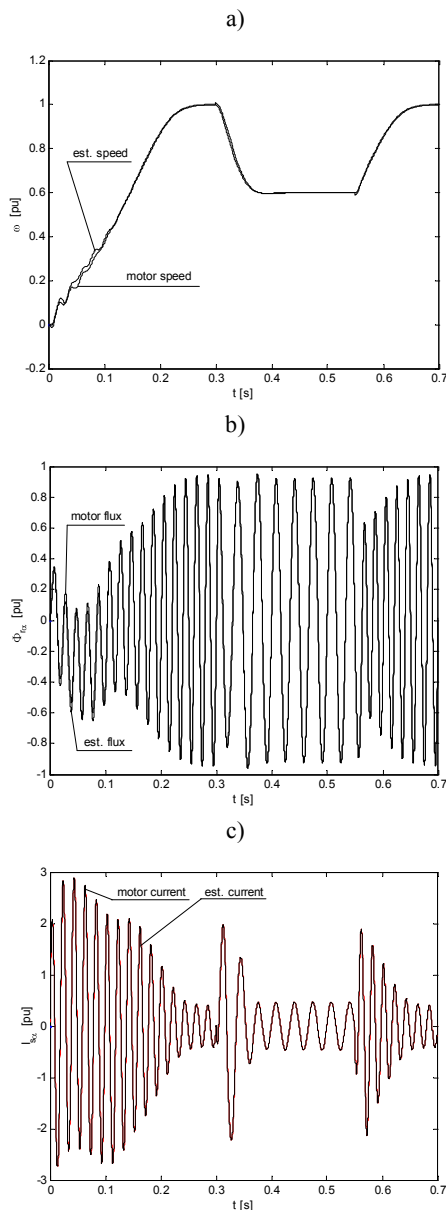 a)
1.2
1
0.8
0.6
0.4
0.2
0
-0.2
ω [pu]
est. speed
motor speed
0 0.1 0.2 0.3 0.4 0.5 0.6 0.7
t [s]
b)
1
0.8
0.6
0.4
0.2
0
-0.2
-0.4
-0.6
-0.8
-1
Φrα [pu]
motor flux
est. flux
0 0.1 0.2 0.3 0.4 0.5 0.6 0.7
t [s]
c)
3
2
1
0
-1
-2
-3
Isα [pu]
motor current
est. current
0 0.1 0.2 0.3 0.4 0.5 0.6 0.7
t [s]